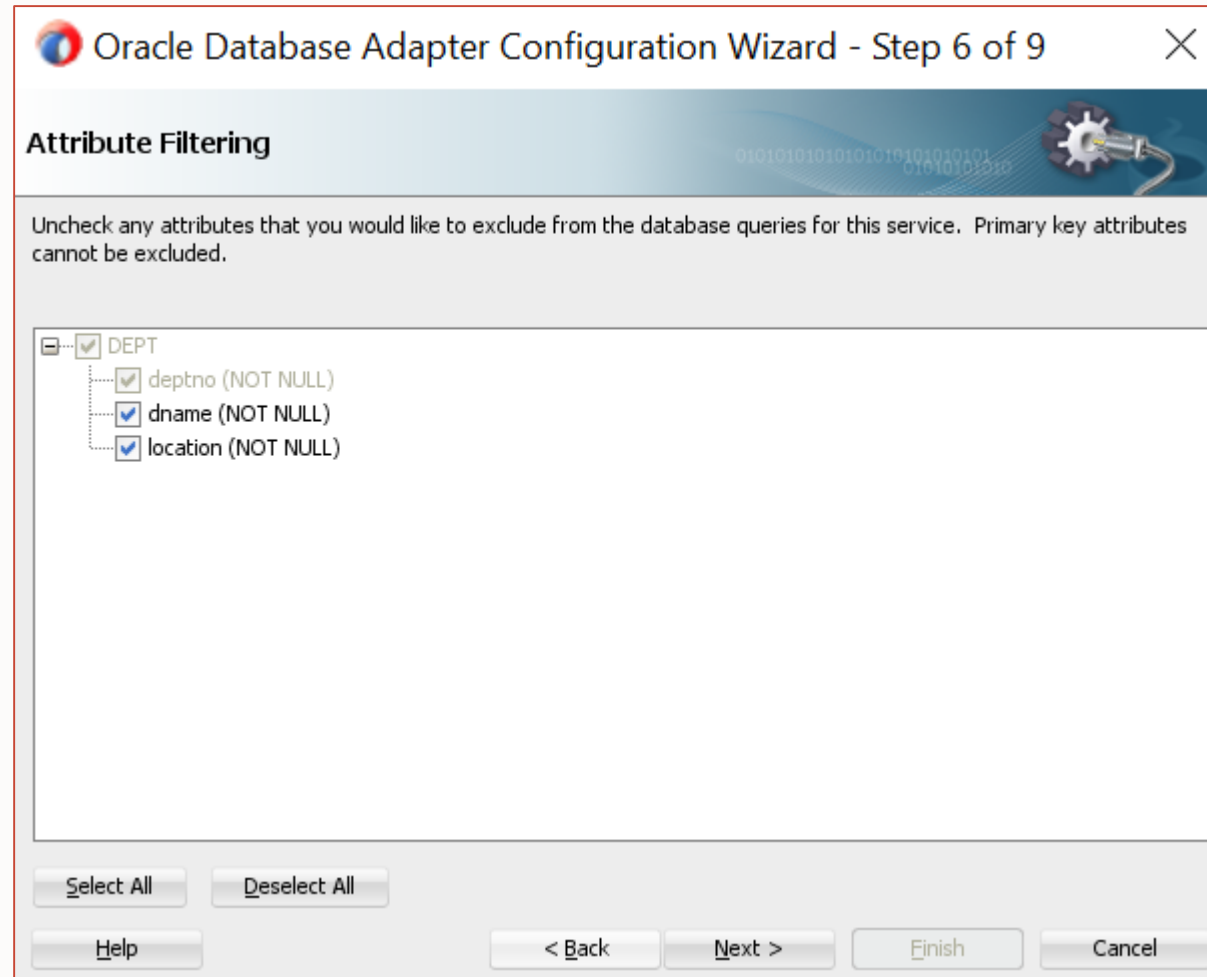 Oracle Database Adapter Configuration Wizard - Step 6 of 9
Attribute Filtering
01010101010101010101010101
01010101010
Uncheck any attributes that you would like to exclude from the database queries for this service.  Primary key attributes
cannot be excluded.
DEPT
deptno (NOT NULL)
dname (NOT NULL)
location (NOT NULL)
Select All Deselect All
Help < Back Next > Finish Cancel